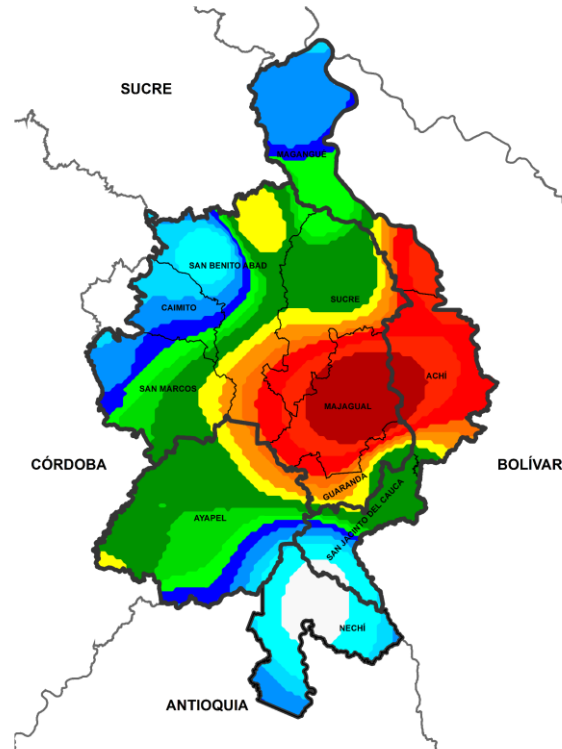 SUCRE
MAGANGUÉ
SAN BENITO ABAD
SUCRE
CAIMITO
ACHÍ
SAN MARCOS
MAJAGUAL
CÓRDOBA
BOLÍVAR
GUARANDA
SAN JACINTO DEL CAUCA
AYAPEL
NECHÍ
ANTIOQUIA